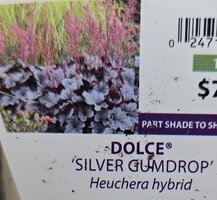 0 247
$7
PART SHADE TO SH
DOLCE®
'SILVER GUMDROP'
Heuchera hybrid